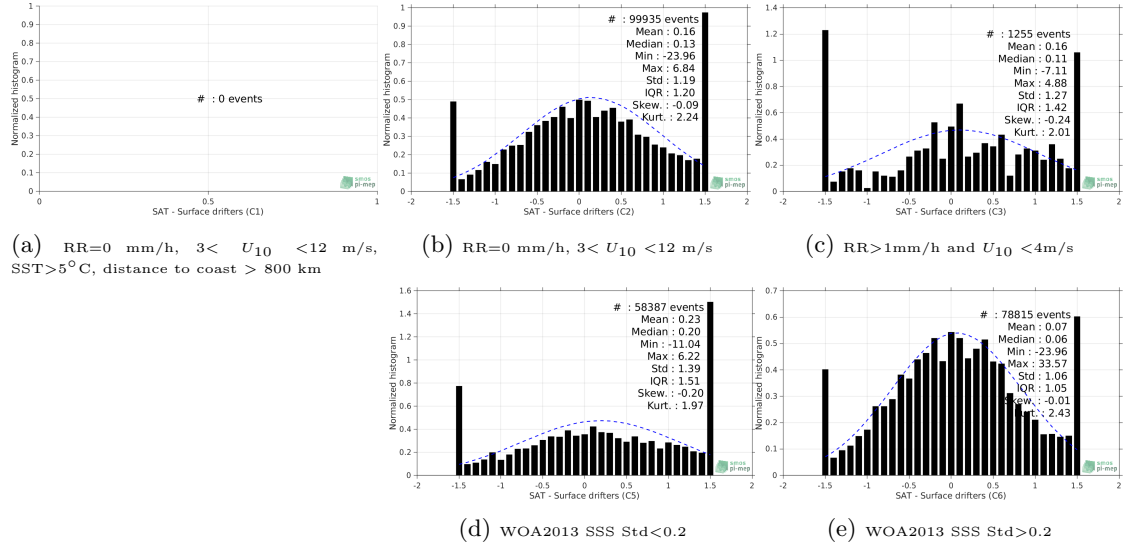 Normalized histogram
1
0.9
0.8
0.7
0.6
0.5
0.4
0.3
0.2
0.1
0
# : 0 events
smos
pi-mep
0
0.5
1
SAT - Surface drifters (C1)
(a) RR=0 mm/h, 3< U10 <12 m/s,
SST>5°C, distance to coast > 800 km
Normalized histogram
1
0.9
0.8
0.7
0.6
0.5
0.4
0.3
0.2
0.1
0
# : 99935 events
Mean : 0.16
Median : 0.13
Min : -23.96
Max : 6.84
Std : 1.19
IQR : 1.20
Skew. : -0.09
Kurt. : 2.24
smos
pi-mep
-2 -1.5 -1 -0.5 0 0.5 1 1.5 2
SAT - Surface drifters (C2)
(b) RR=0 mm/h, 3< U10 <12 m/s
Normalized histogram
1.4
1.2
1
0.8
0.6
0.4
0.2
0
# : 1255 events
Mean : 0.16
Median : 0.11
Min : -7.11
Max : 4.88
Std : 1.27
IQR : 1.42
Skew. : -0.24
Kurt. : 2.01
smos
pi-mep
-2 -1.5 -1 -0.5 0 0.5 1 1.5 2
SAT - Surface drifters (C3)
(c) RR>1mm/h and U10 <4m/s
Normalized histogram
1.6
1.4
1.2
1
0.8
0.6
0.4
0.2
0
# : 58387 events
Mean : 0.23
Median : 0.20
Min : -11.04
Max : 6.22
Std : 1.39
IQR : 1.51
Skew. : -0.20
Kurt. : 1.97
smos
pi-mep
-2 -1.5 -1 -0.5 0 0.5 1 1.5 2
SAT - Surface drifters (C5)
(d) WOA2013 SSS Std<0.2
Normalized histogram
0.7
0.6
0.5
0.4
0.3
0.2
0.1
0
# : 78815 events
Mean : 0.07
Median : 0.06
Min : -23.96
Max : 33.57
Std : 1.06
IQR : 1.05
Skew. : -0.01
Kurt. : 2.43
smos
pi-mep
-2 -1.5 -1 -0.5 0 0.5 1 1.5 2
SAT - Surface drifters (C6)
(e) WOA2013 SSS Std>0.2